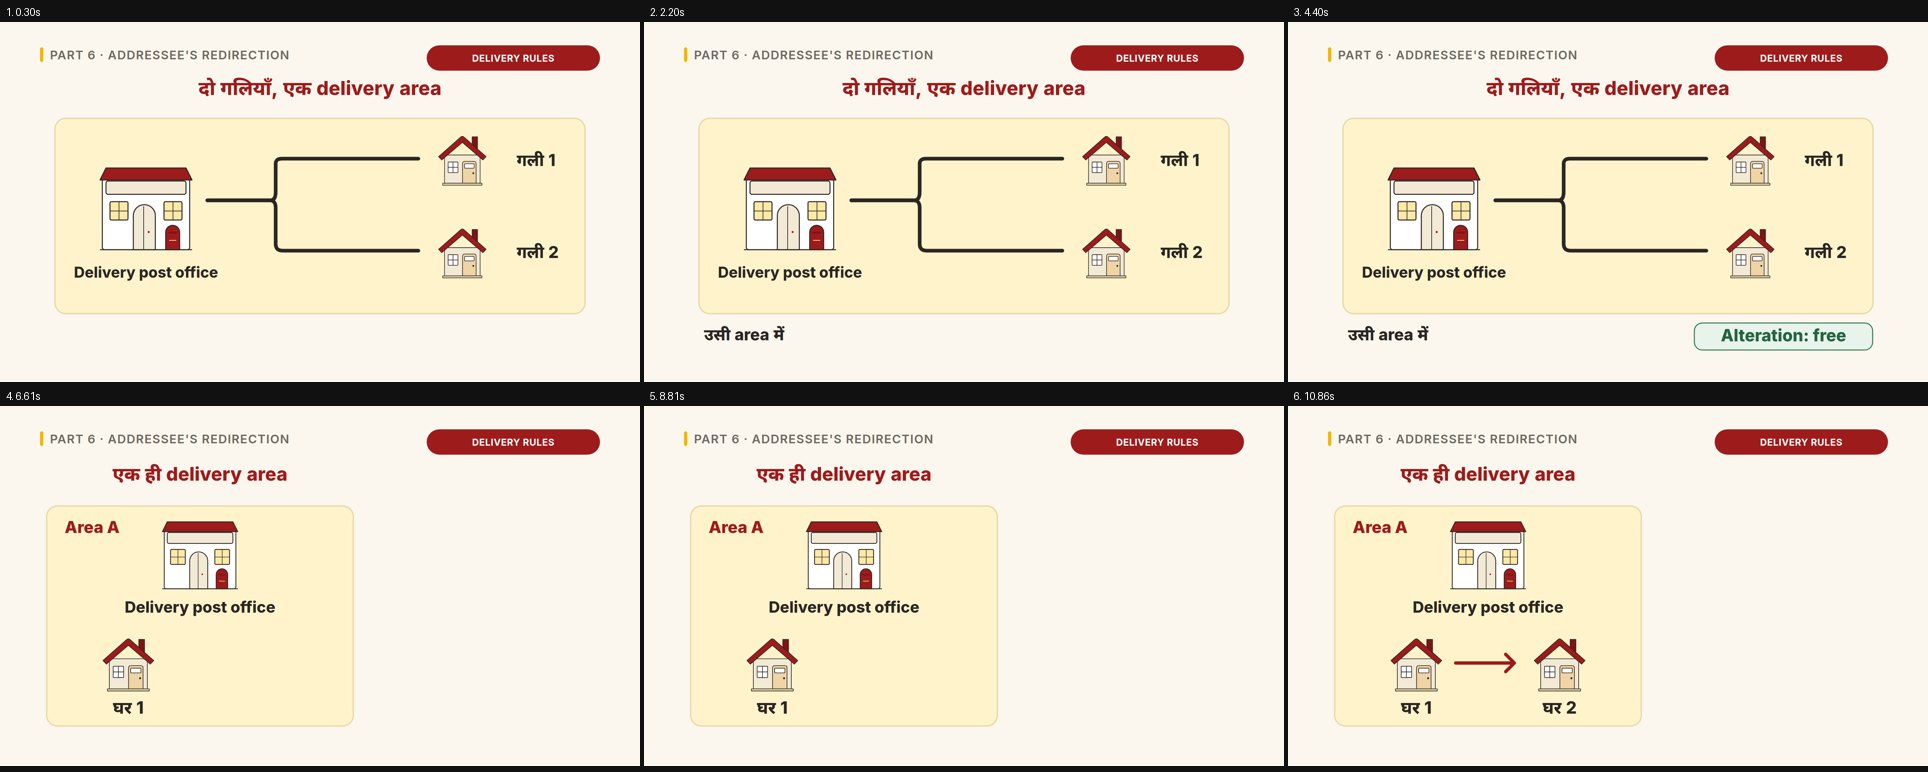 1. 0.30s
PART 6 · ADDRESSEE'S REDIRECTION
DELIVERY RULES
दो गलियाँ, एक delivery area
गली 1
गली 2
Delivery post office
2. 2.20s
PART 6 · ADDRESSEE'S REDIRECTION
DELIVERY RULES
दो गलियाँ, एक delivery area
गली 1
गली 2
Delivery post office
उसी area में
3. 4.40s
PART 6 · ADDRESSEE'S REDIRECTION
DELIVERY RULES
दो गलियाँ, एक delivery area
गली 1
गली 2
Delivery post office
उसी area में
Alteration: free
4. 6.61s
PART 6 · ADDRESSEE'S REDIRECTION
DELIVERY RULES
एक ही delivery area
Area A
Delivery post office
घर 1
5. 8.81s
PART 6 · ADDRESSEE'S REDIRECTION
DELIVERY RULES
एक ही delivery area
Area A
Delivery post office
घर 1
6. 10.86s
PART 6 · ADDRESSEE'S REDIRECTION
DELIVERY RULES
एक ही delivery area
Area A
Delivery post office
घर 1
घर 2